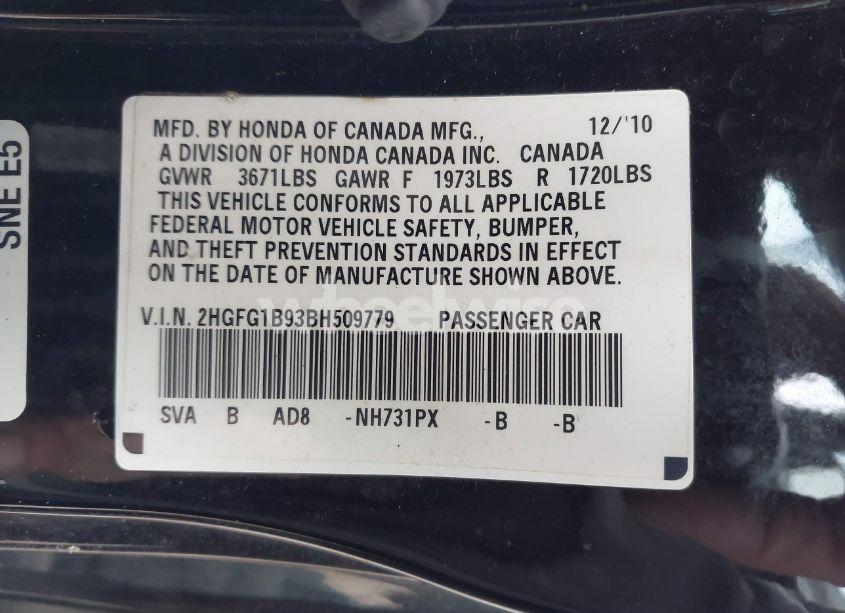 MFD. BY HONDA OF CANADA MFG., 12/'10
A DIVISION OF HONDA CANADA INC. CANADA
GVWR 3671LBS GAWR F 1973LBS R 1720LBS
THIS VEHICLE CONFORMS TO ALL APPLICABLE
FEDERAL MOTOR VEHICLE SAFETY, BUMPER,
AND THEFT PREVENTION STANDARDS IN EFFECT
ON THE DATE OF MANUFACTURE SHOWN ABOVE.
V.I.N. 2HGFG1B93BH509779 PASSENGER CAR
SVA B AD8 -NH731PX -B -B
SNE E5
wheelwise